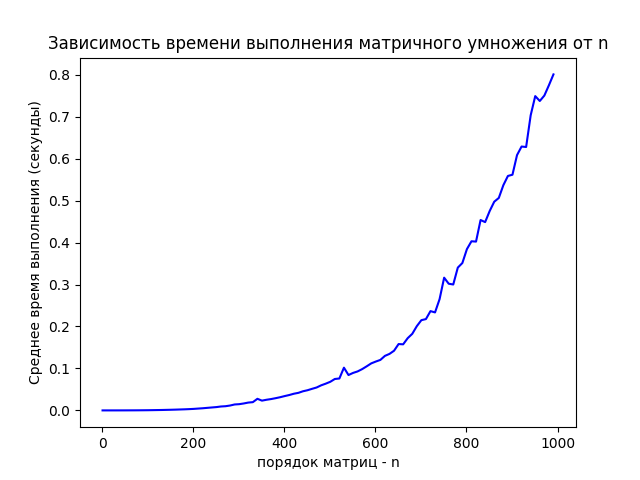 Зависимость времени выполнения матричного умножения от n
Среднее время выполнения (секунды)
0.8
0.7
0.6
0.5
0.4
0.3
0.2
0.1
0.0
0 200 400 600 800 1000
порядок матриц - n